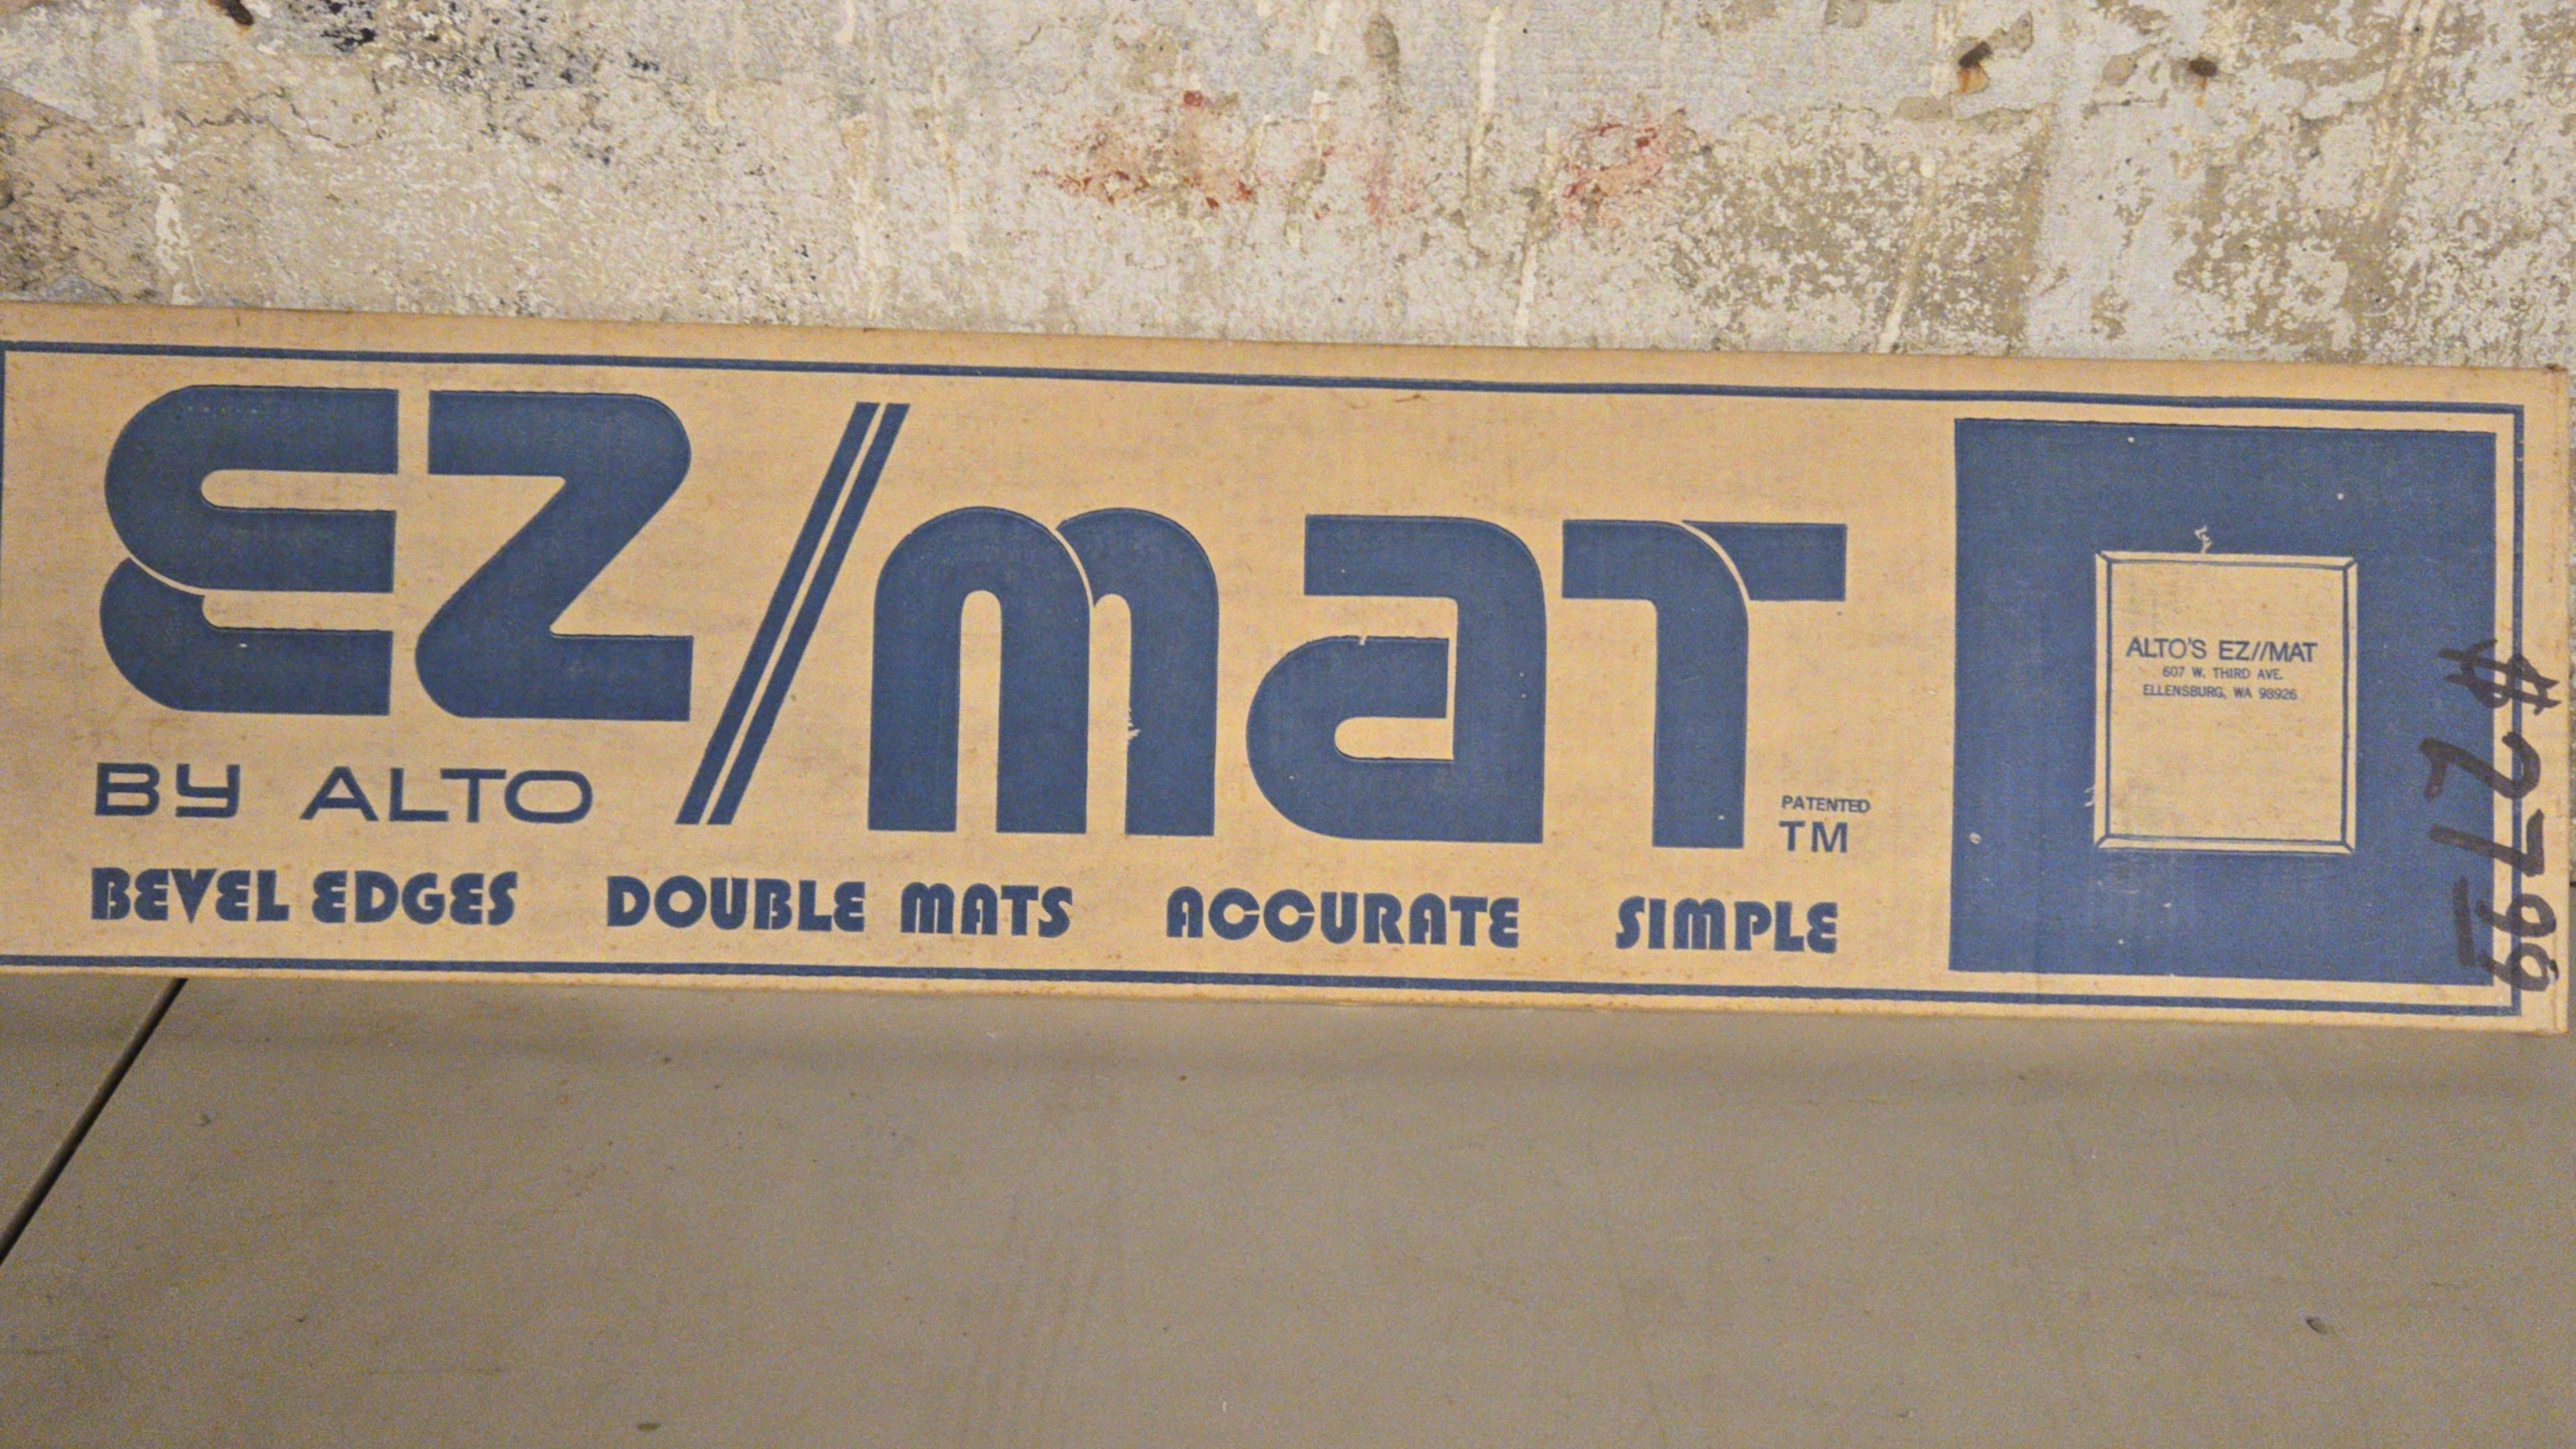 EZ//mat
BY ALTO
PATENTED
TM
BEVEL EDGES DOUBLE MATS ACCURATE SIMPLE
ALTO'S EZ//MAT
607 W. THIRD AVE.
ELLENSBURG, WA 98926
$27.99